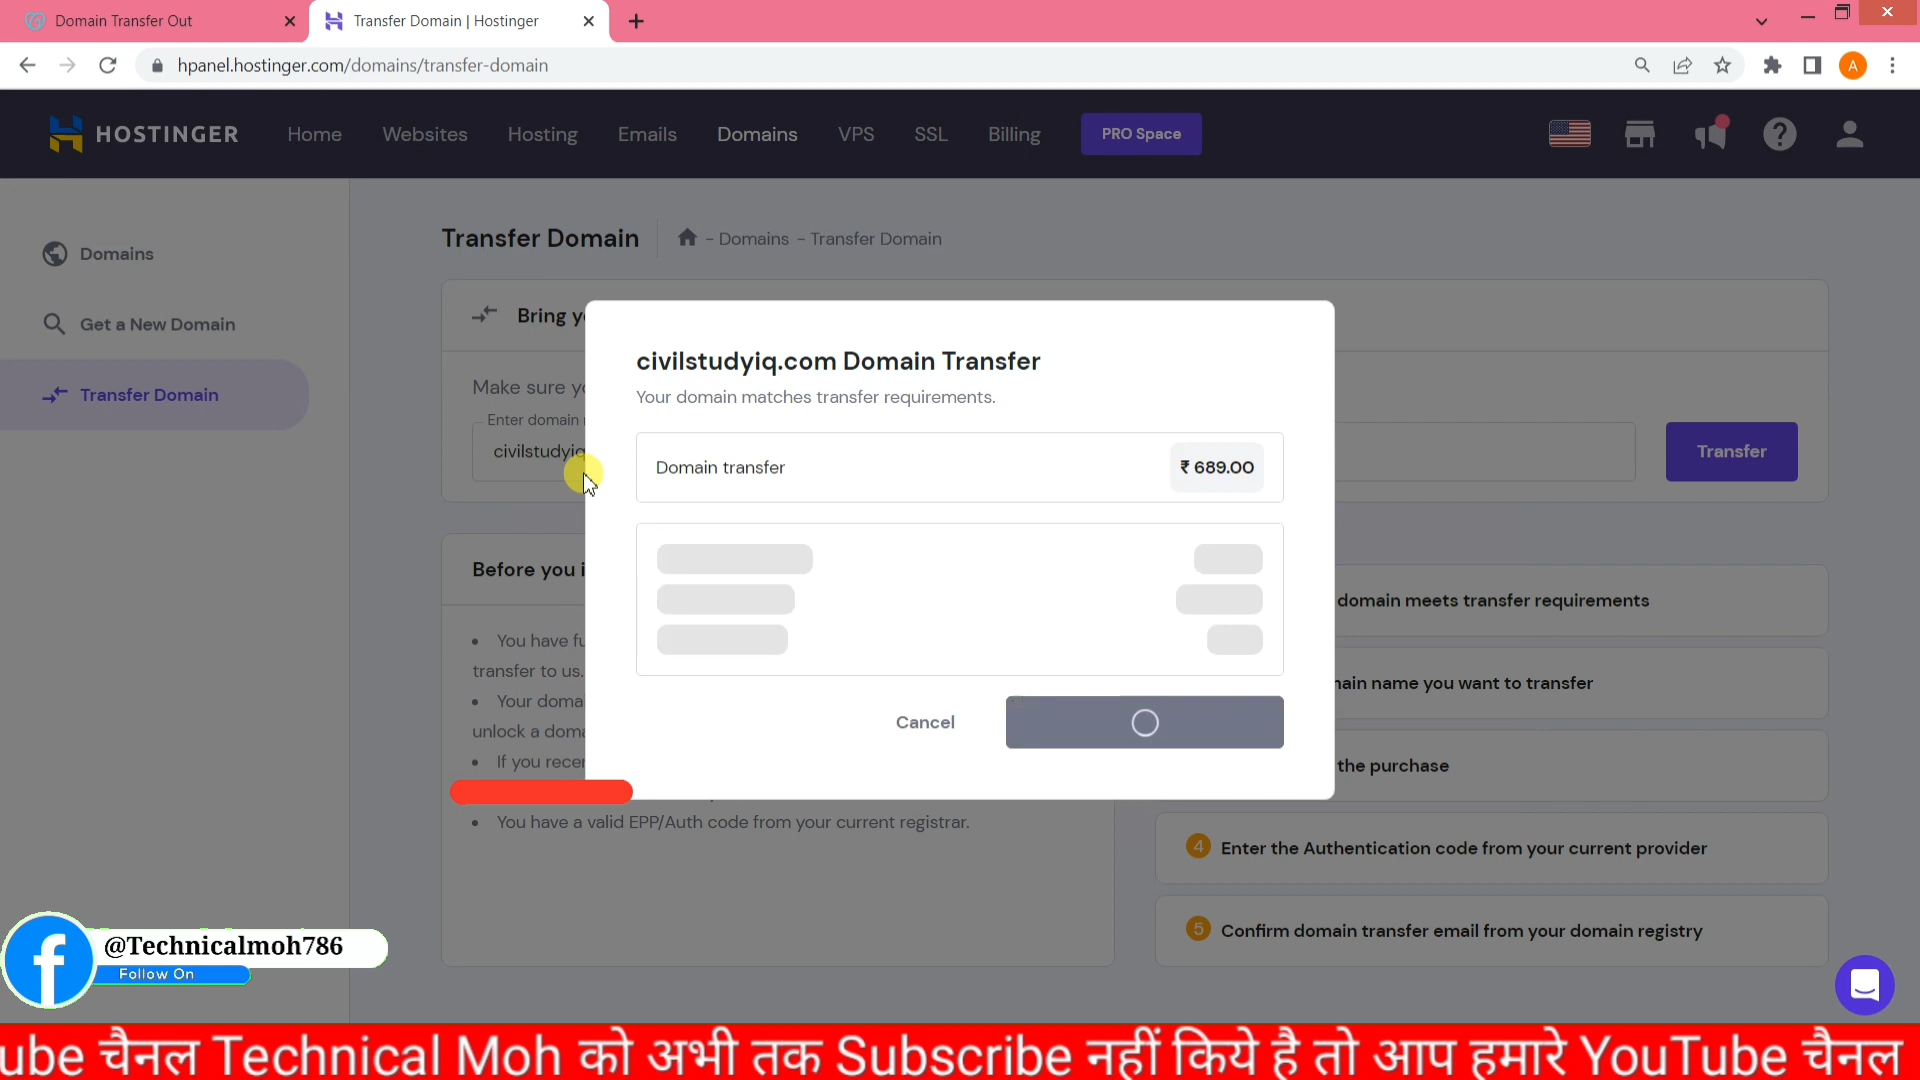 Domain Transfer Out
Transfer Domain | Hostinger
hpanel.hostinger.com/domains/transfer-domain
A
HOSTINGER
Home
Websites
Hosting
Emails
Domains
VPS
SSL
Billing
PRO Space
Domains
Get a New Domain
Transfer Domain
Transfer Domain
- Domains - Transfer Domain
Bring
Make sure
Enter domain
civilstudyiq
Transfer
civilstudyiq.com Domain Transfer
Your domain matches transfer requirements.
Domain transfer
₹ 689.00
Cancel
Before you
You have
transfer to us.
Your
unlock a
If you
You have a valid EPP/Auth code from your current registrar.
domain meets transfer requirements
name you want to transfer
the purchase
4 Enter the Authentication code from your current provider
5 Confirm domain transfer email from your domain registry
@Technicalmoh786
Follow On
ube चैनल Technical Moh को अभी तक Subscribe नहीं किये है तो आप हमारे YouTube चैनल